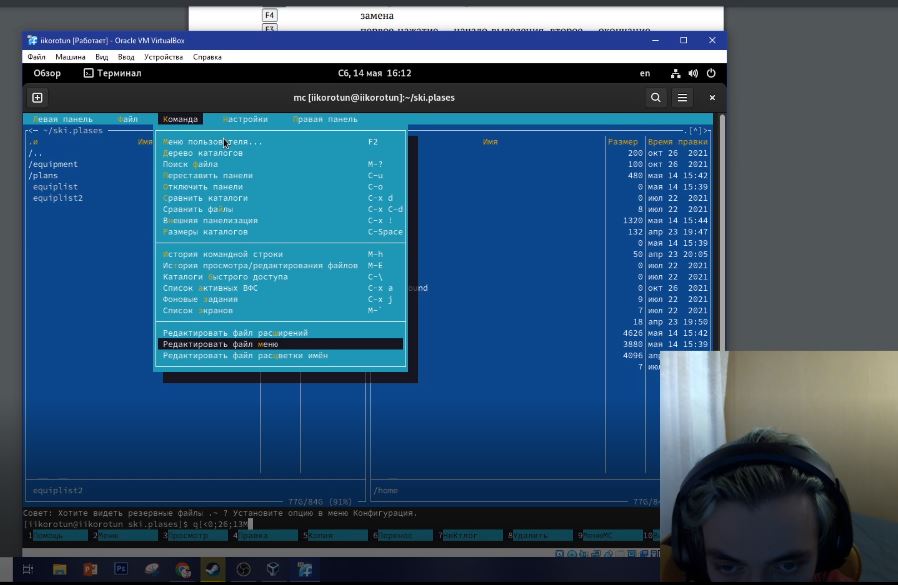 F4
замена
F3
первое нажатие — начало выделения, второе — окончание
iikorotun [Работает] - Oracle VM VirtualBox
Файл Машина Вид Ввод Устройства Справка
Обзор Терминал Сб, 14 мая 16:12 en
mc [iikorotun@iikorotun]:~/ski.plases
Левая панель Файл Команда Настройки Правая панель
<— ~/ski.plases .[^]>
.и Имя Имя Размер Время правки
/..
/equipment
/plans
equiplist
equiplist2
Меню пользователя... F2
Дерево каталогов
Поиск файла M-?
Переставить панели C-u
Отключить панели C-o
Сравнить каталоги C-x d
Сравнить файлы C-x C-d
Внешняя панелизация C-x !
Размеры каталогов C-Space
История командной строки M-h
История просмотра/редактирования файлов M-E
Каталоги быстрого доступа C-\
Список активных ВФС C-x a
Фоновые задания C-x j
Список экранов M-`
Редактировать файл расширений
Редактировать файл меню
Редактировать файл расцветки имён
ound
200 окт 26 2021
100 окт 26 2021
480 мая 14 15:42
0 мая 14 15:39
0 июл 22 2021
8 июл 22 2021
1320 мая 14 15:44
132 апр 23 19:47
0 мая 14 15:39
50 апр 23 20:05
0 июл 22 2021
0 окт 26 2021
9 июл 22 2021
7 июл 22 2021
18 апр 23 19:50
4626 мая 14 15:42
3880 мая 14 15:39
4096
7
equiplist2
77G/84G (91%)
/home
77G/84
Совет: Хотите видеть резервные файлы .~ ? Установите опцию в меню Конфигурация.
[iikorotun@iikorotun ski.plases]$ q[<0;26;13M
1Помощь 2Меню 3Просмотр 4Правка 5Копия 6Перенос 7НвКтлог 8Удалить 9МенюMC 10